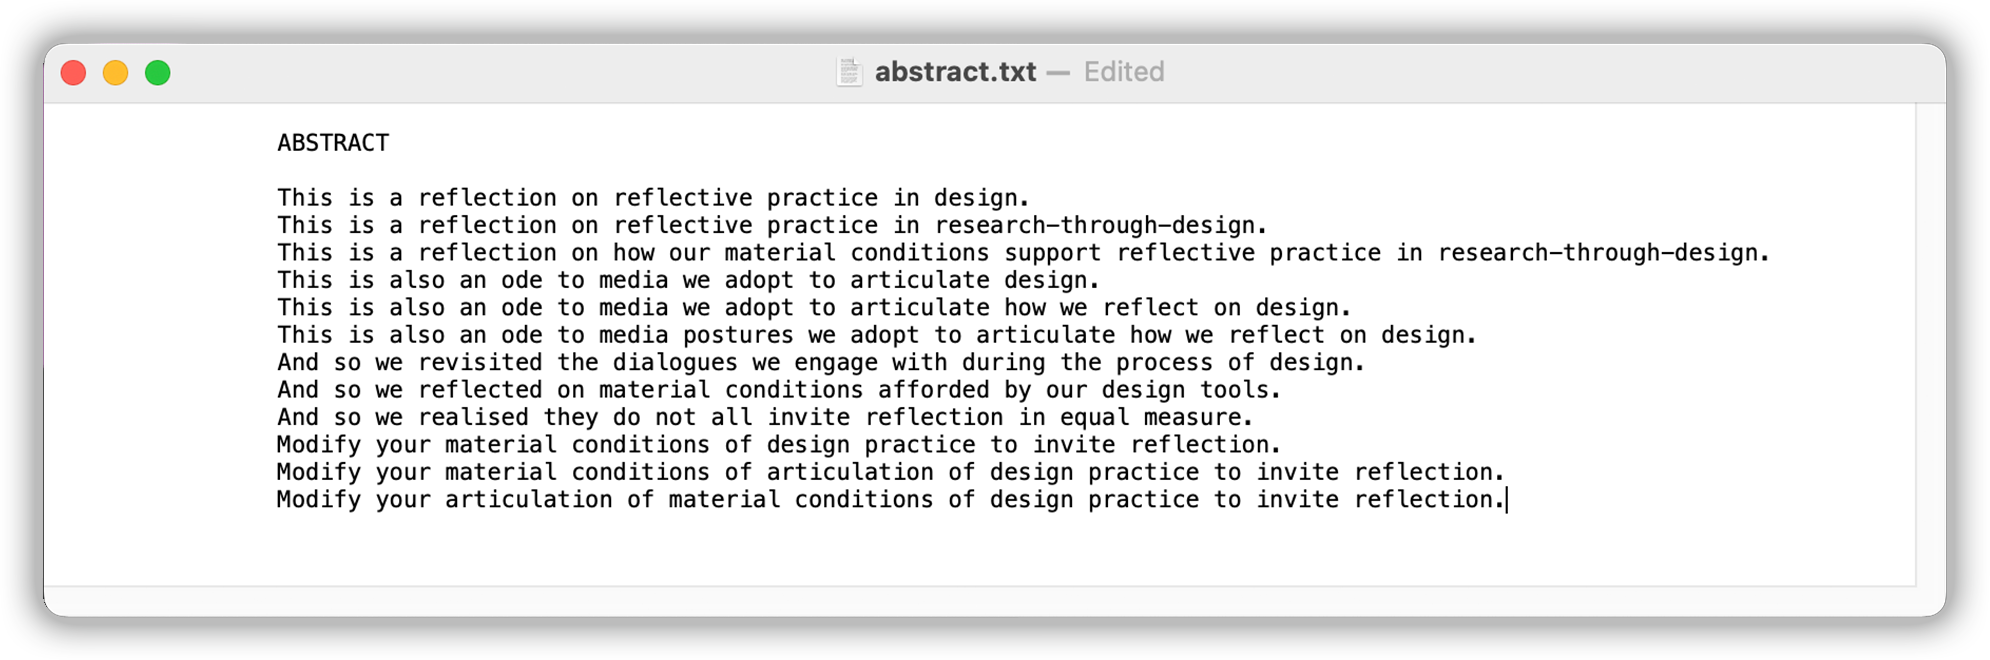 abstract.txt — Edited
ABSTRACT
This is a reflection on reflective practice in design.
This is a reflection on reflective practice in research-through-design.
This is a reflection on how our material conditions support reflective practice in research-through-design.
This is also an ode to media we adopt to articulate design.
This is also an ode to media we adopt to articulate how we reflect on design.
This is also an ode to media postures we adopt to articulate how we reflect on design.
And so we revisited the dialogues we engage with during the process of design.
And so we reflected on material conditions afforded by our design tools.
And so we realised they do not all invite reflection in equal measure.
Modify your material conditions of design practice to invite reflection.
Modify your material conditions of articulation of design practice to invite reflection.
Modify your articulation of material conditions of design practice to invite reflection.